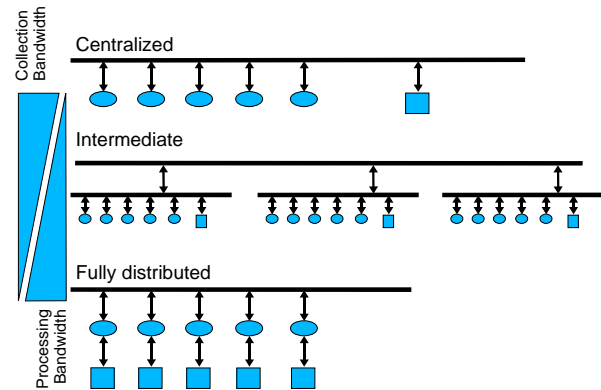 Collection
Bandwidth
Centralized
Intermediate
Fully distributed
Processing
Bandwidth